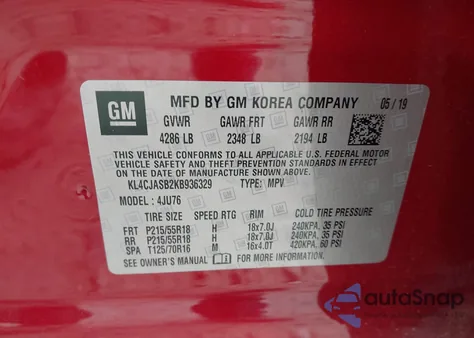 GM
MFD BY GM KOREA COMPANY 05/19
GVWR GAWR FRT GAWR RR
4286 LB 2348 LB 2194 LB
THIS VEHICLE CONFORMS TO ALL APPLICABLE U.S. FEDERAL MOTOR
VEHICLE SAFETY AND THEFT PREVENTION STANDARDS IN EFFECT ON THE
DATE OF MANUFACTURE SHOWN ABOVE.
KL4CJASB2KB936329 TYPE: MPV
MODEL: 4JU76
TIRE SIZE SPEED RTG RIM COLD TIRE PRESSURE
FRT P215/55R18 H 18x7.0J 240KPA, 35 PSI
RR P215/55R18 H 18x7.0J 240KPA, 35 PSI
SPA T125/70R16 M 16x4.0T 420KPA, 60 PSI
SEE OWNER'S MANUAL FOR MORE INFORMATION
autoSnap